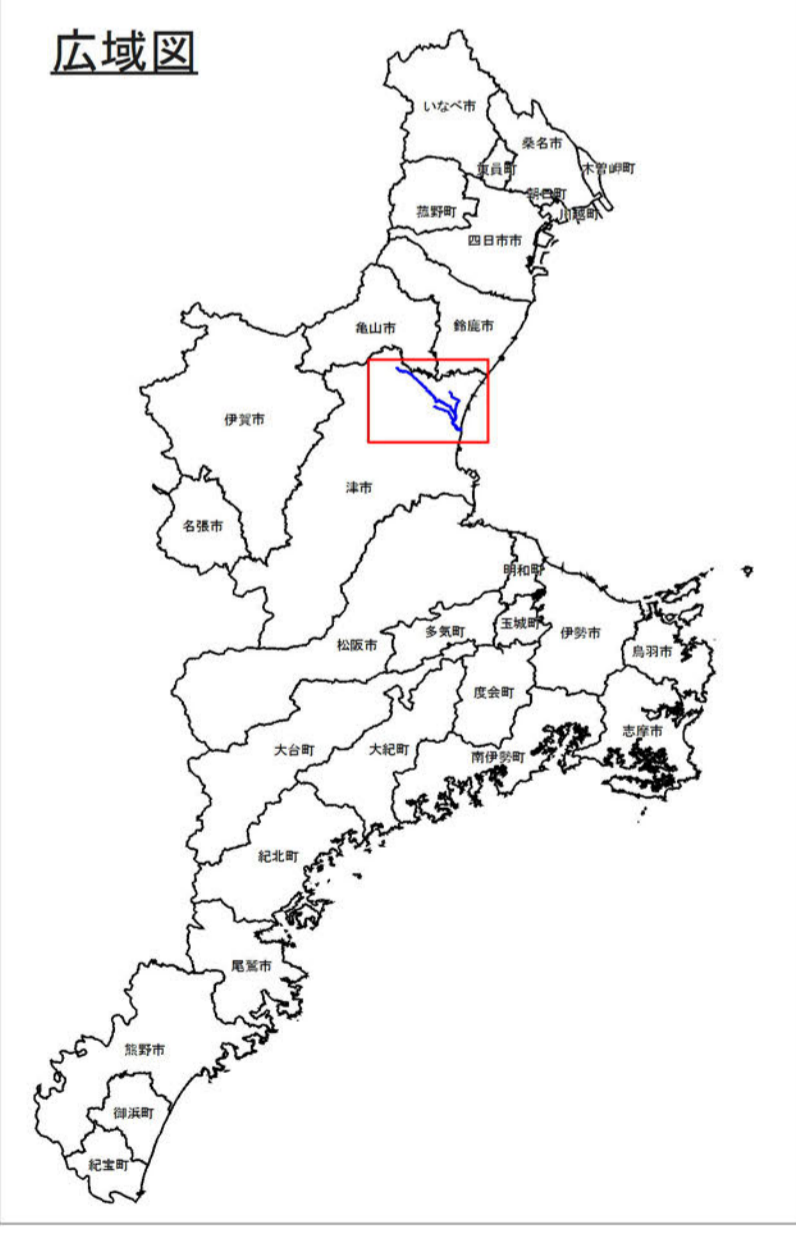 広域図
いなべ市
桑名市
東員町
木曽岬町
朝日町
菰野町
川越町
四日市市
亀山市
鈴鹿市
伊賀市
津市
名張市
明和町
玉城町
多気町
伊勢市
松阪市
鳥羽市
度会町
志摩市
大台町
大紀町
南伊勢町
紀北町
尾鷲市
熊野市
御浜町
紀宝町